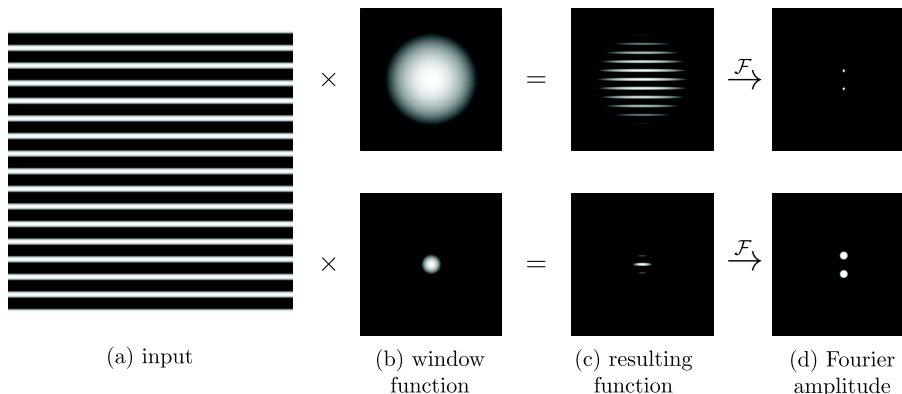 × = ℱ→
× = ℱ→
(a) input
(b) window
function
(c) resulting
function
(d) Fourier
amplitude